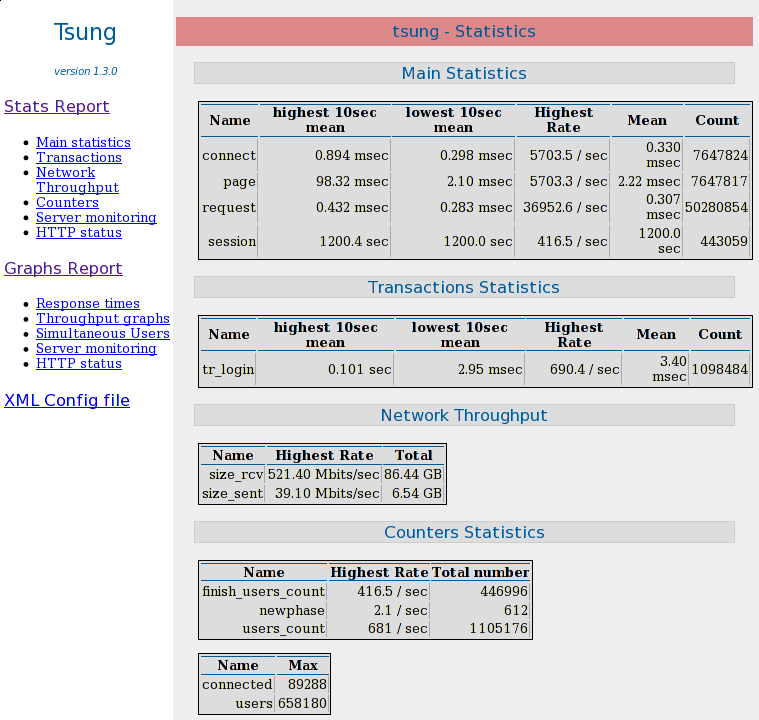 Tsung
version 1.3.0
Stats Report
Main statistics
Transactions
Network
Throughput
Counters
Server monitoring
HTTP status
Graphs Report
Response times
Throughput graphs
Simultaneous Users
Server monitoring
HTTP status
XML Config file
tsung - Statistics
Main Statistics
Name highest 10sec mean lowest 10sec mean Highest Rate Mean Count
connect 0.894 msec 0.298 msec 5703.5 / sec 0.330 msec 7647824
page 98.32 msec 2.10 msec 5703.3 / sec 2.22 msec 7647817
request 0.432 msec 0.283 msec 36952.6 / sec 0.307 msec 50280854
session 1200.4 sec 1200.0 sec 416.5 / sec 1200.0 sec 443059
Transactions Statistics
Name highest 10sec mean lowest 10sec mean Highest Rate Mean Count
tr_login 0.101 sec 2.95 msec 690.4 / sec 3.40 msec 1098484
Network Throughput
Name Highest Rate Total
size_rcv 521.40 Mbits/sec 86.44 GB
size_sent 39.10 Mbits/sec 6.54 GB
Counters Statistics
Name Highest Rate Total number
finish_users_count 416.5 / sec 446996
newphase 2.1 / sec 612
users_count 681 / sec 1105176
Name Max
connected 89288
users 658180